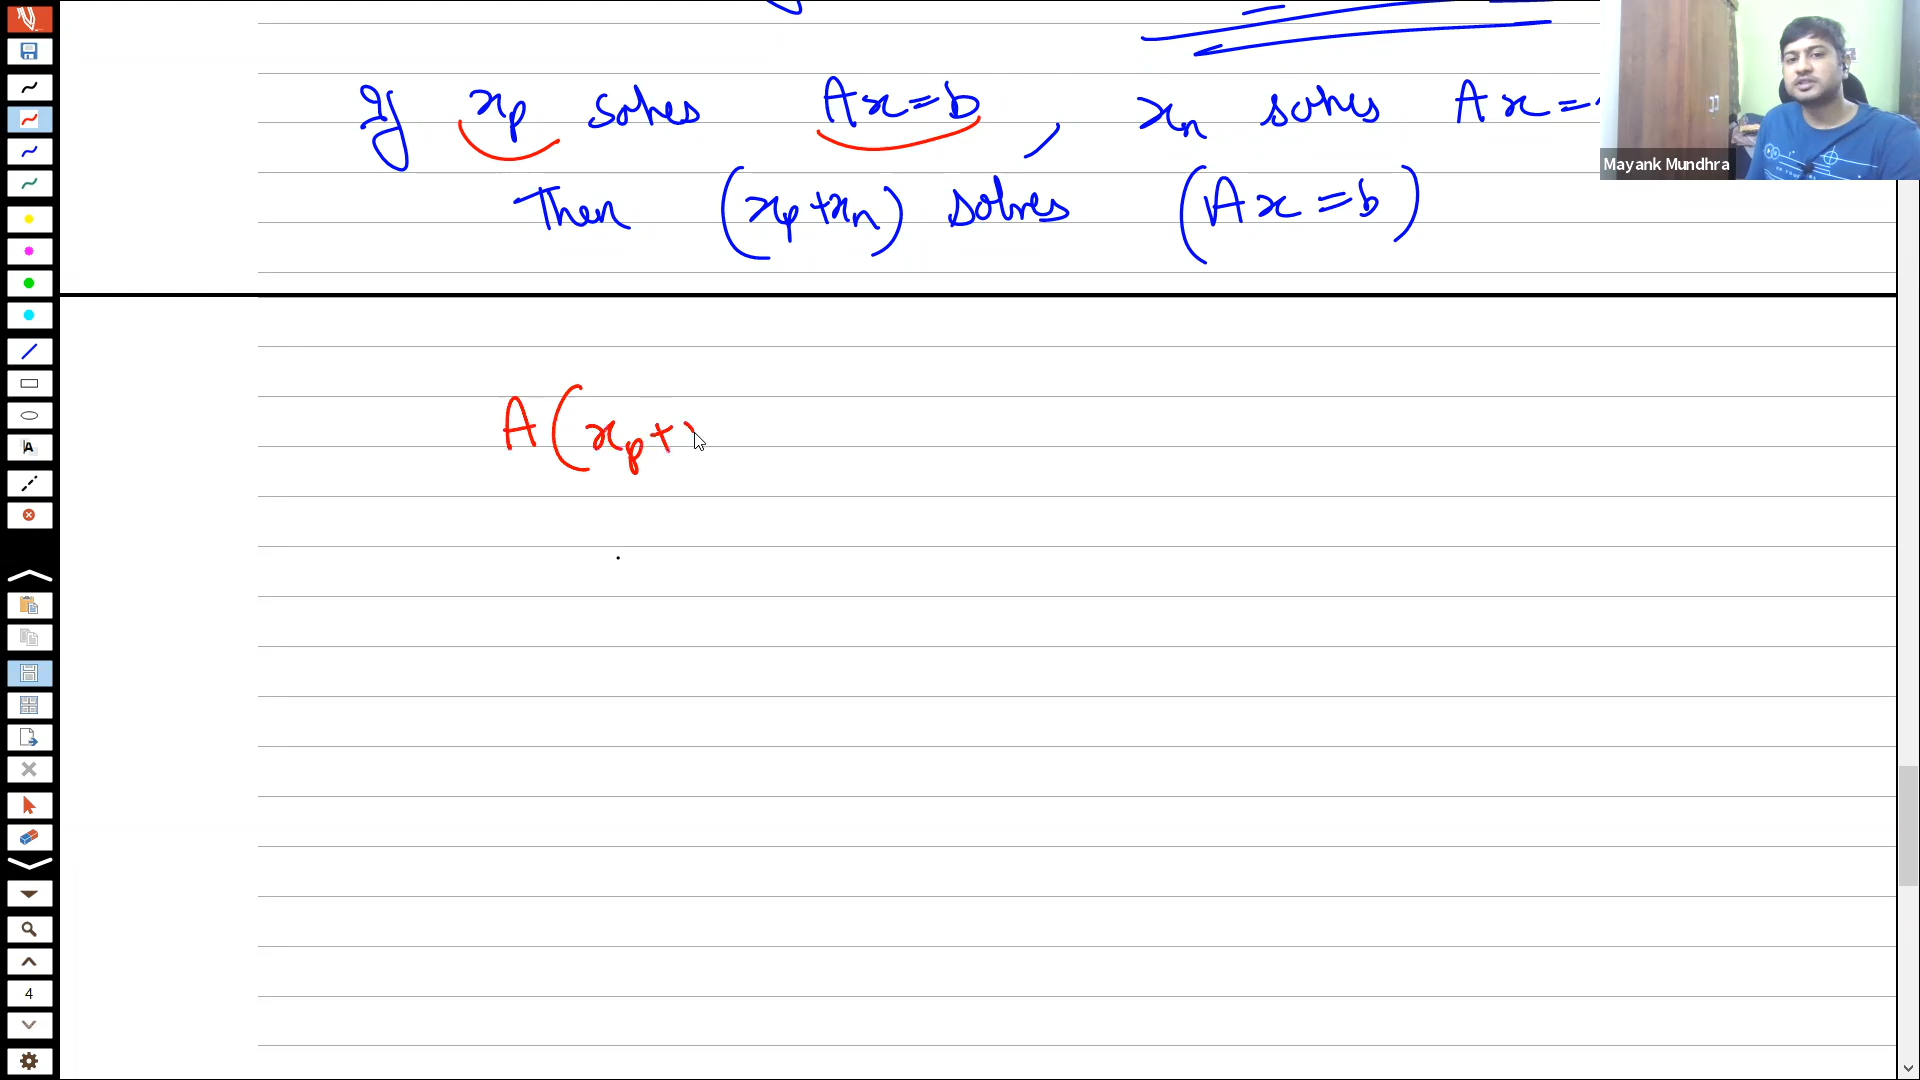 If xp solves Ax=b , xn solves Ax=
Mayank Mundhra
Then (xp+xn) solves (Ax=b)
A(xp+
A
4